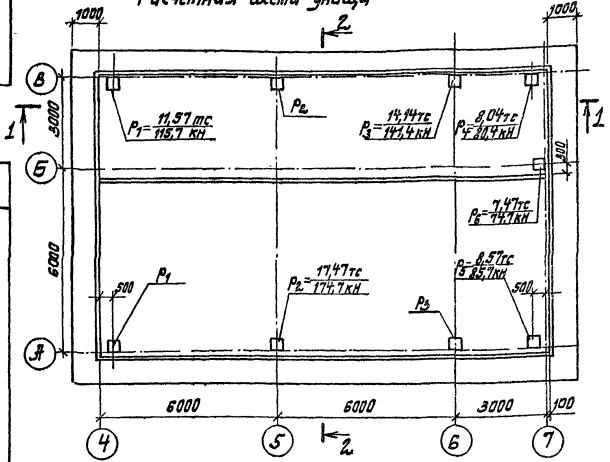 Расчетная схема днища
2
1000
1000
В
1
1
P₁= 11,57 тс / 115,7 кН
P₂
P₃= 14,14 тс / 141,4 кН
P₄= 8,04 тс / 80,4 кН
3000
Б
300
P₆= 7,47 тс / 74,7 кН
6000
P₁
500
P₂= 17,47 тс / 174,7 кН
P₃
P₅= 8,57 тс / 85,7 кН
500
А
6000
6000
3000
100
4
5
2
6
7